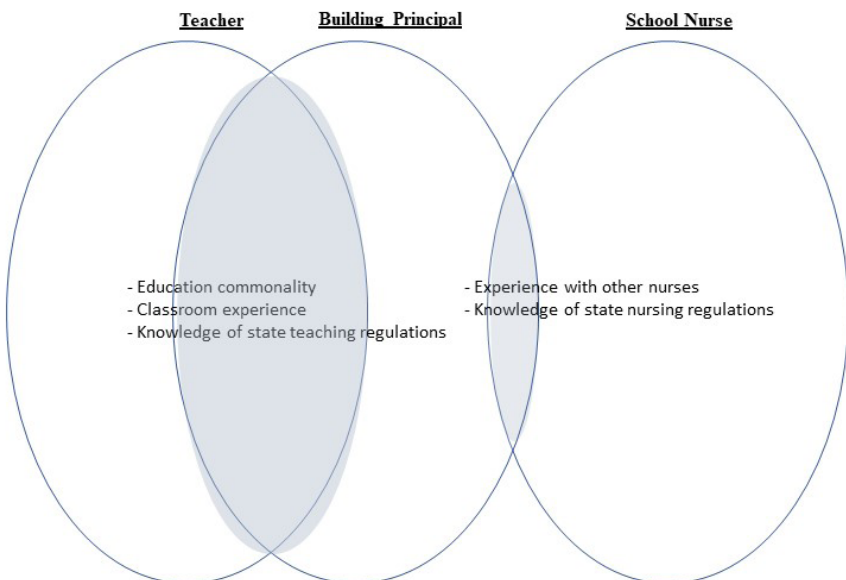 Teacher
Building Principal
School Nurse
- Education commonality
- Classroom experience
- Knowledge of state teaching regulations
- Experience with other nurses
- Knowledge of state nursing regulations